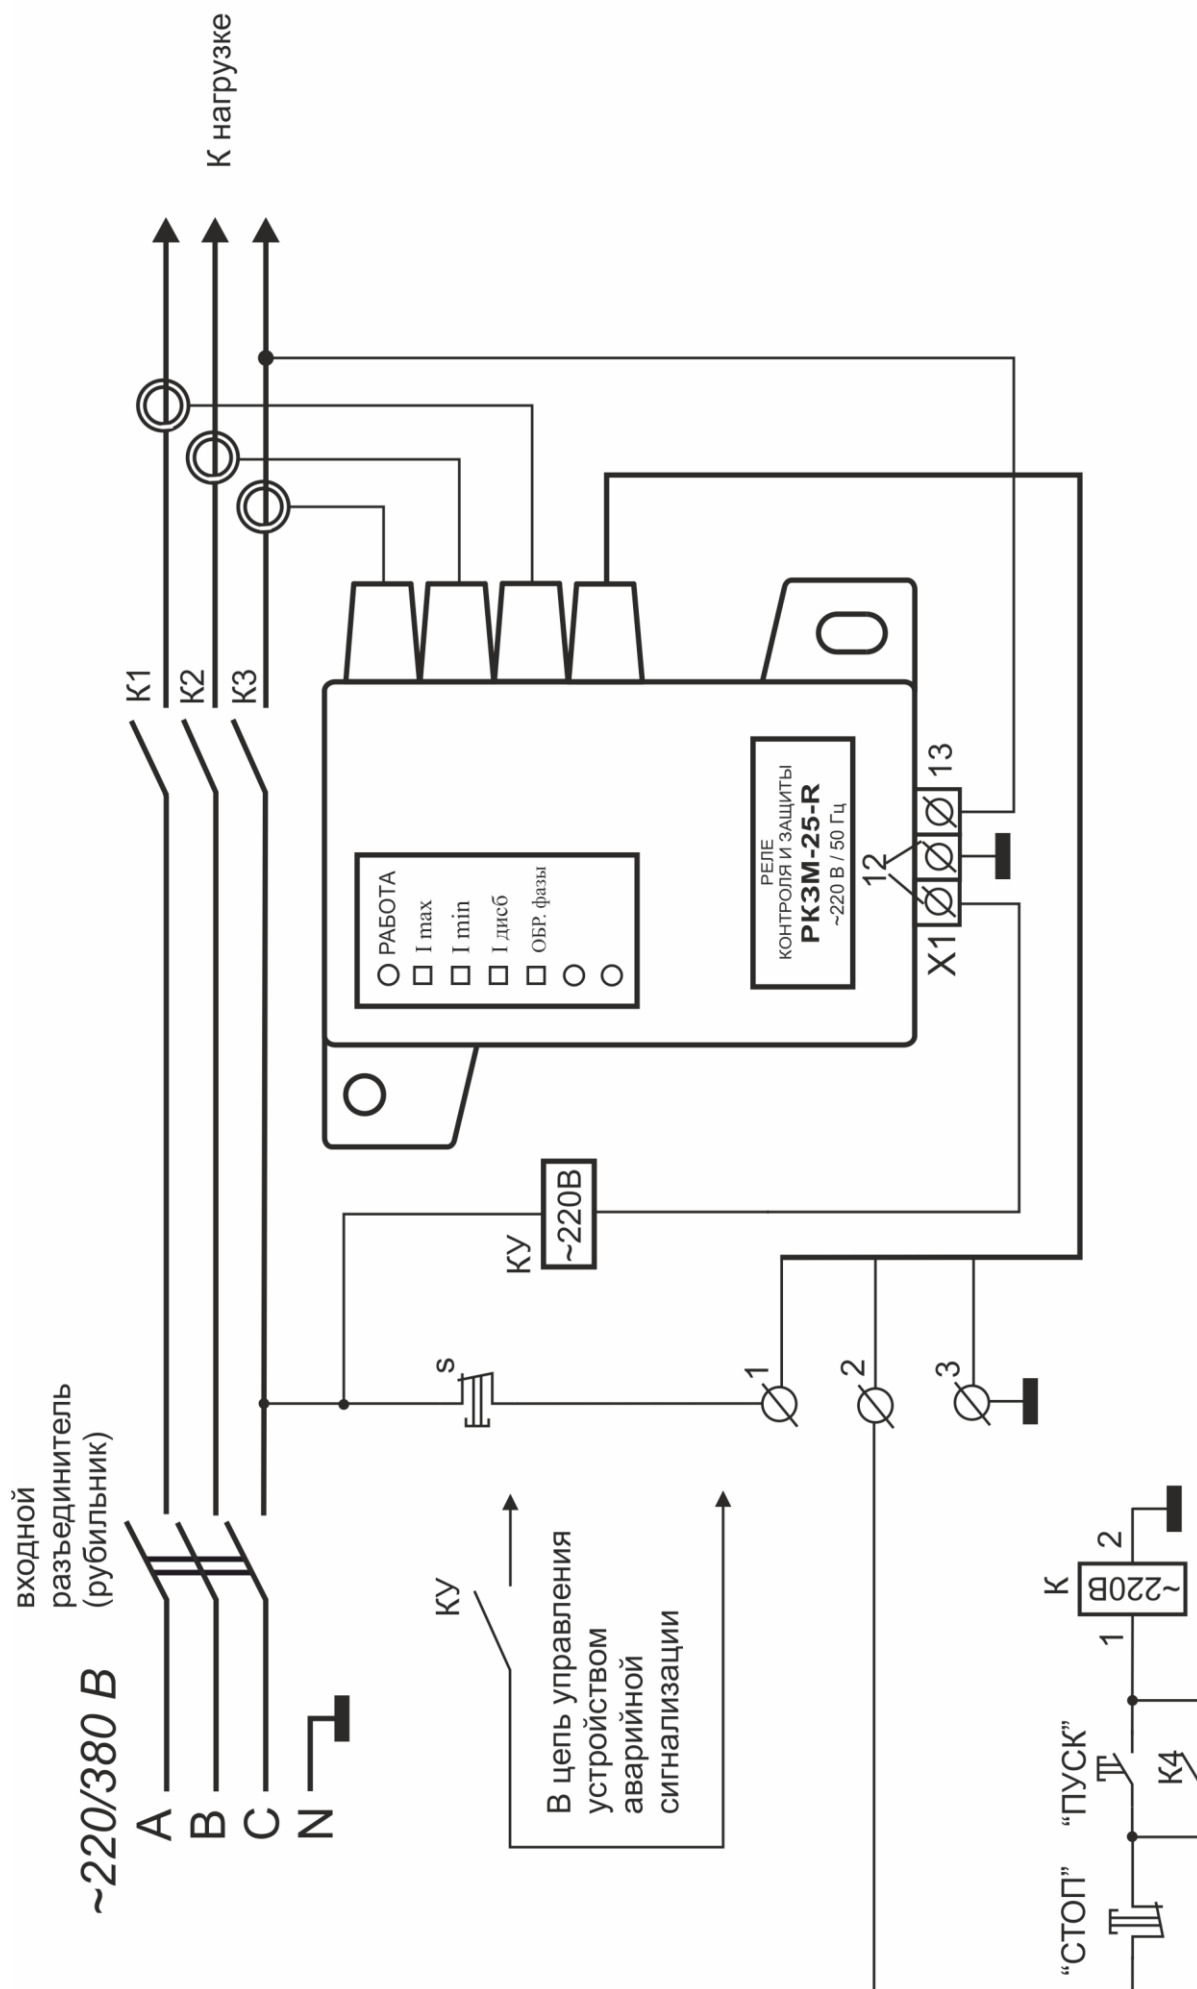 входной
разъединитель
(рубильник)
~220/380 В
A
B
C
N
К1
К2
К3
К нагрузке
s
КУ
~220В
РАБОТА
I max
I min
I дисб
ОБР. фазы
РЕЛЕ
КОНТРОЛЯ И ЗАЩИТЫ
РКЗМ-25-R
~220 В / 50 Гц
X1
12
13
КУ
В цепь управления
устройством
аварийной
сигнализации
1
2
3
“СТОП”
“ПУСК”
К4
К
1
~220В
2